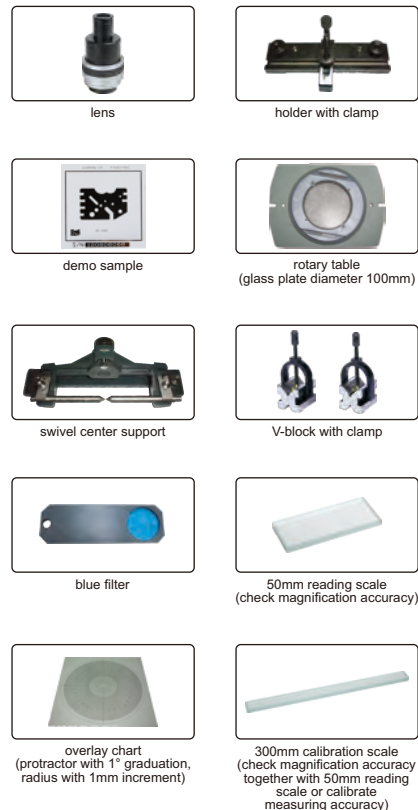 lens
holder with clamp
demo sample
rotary table
(glass plate diameter 100mm)
swivel center support
V-block with clamp
blue filter
50mm reading scale
(check magnification accuracy)
overlay chart
(protractor with 1° graduation,
radius with 1mm increment)
300mm calibration scale
(check magnification accuracy
together with 50mm reading
scale or calibrate
measuring accuracy)